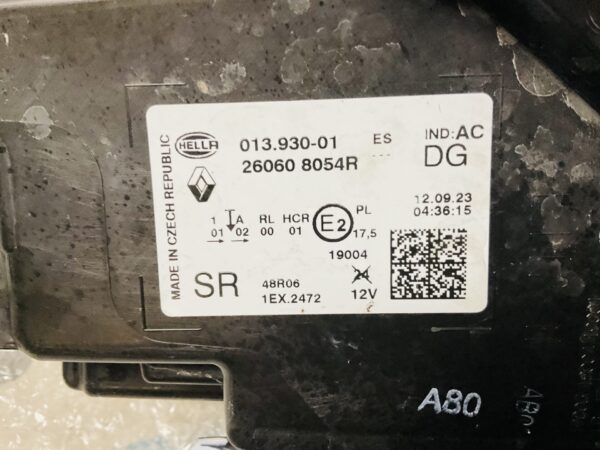 MADE IN CZECH REPUBLIC
HELLA
013.930-01
ES
---
IND:AC
26060 8054R
DG
12.09.23
04:36:15
1 A RL HCR E2 PL
01 02 00 01 17,5
19004
SR
48R06
1EX.2472
12V
A80